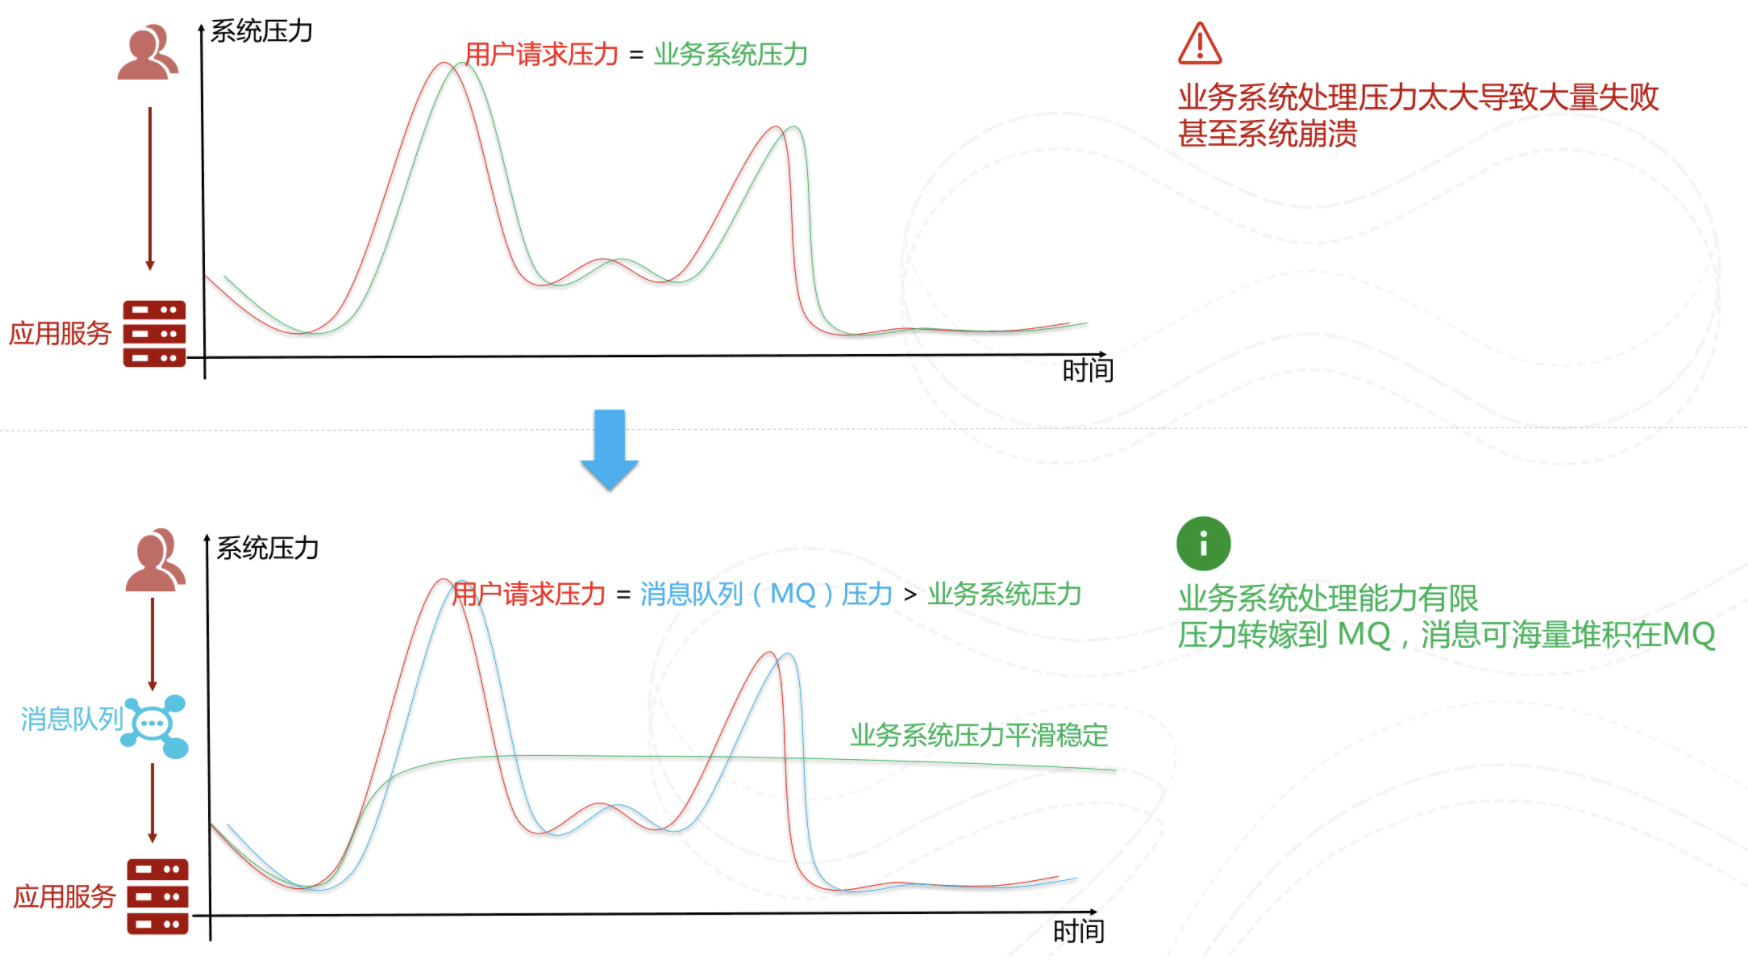 系统压力
用户请求压力 = 业务系统压力
业务系统处理压力太大导致大量失败
甚至系统崩溃
应用服务
时间
系统压力
用户请求压力 = 消息队列（MQ）压力 > 业务系统压力
业务系统处理能力有限
压力转嫁到 MQ，消息可海量堆积在MQ
消息队列
业务系统压力平滑稳定
应用服务
时间